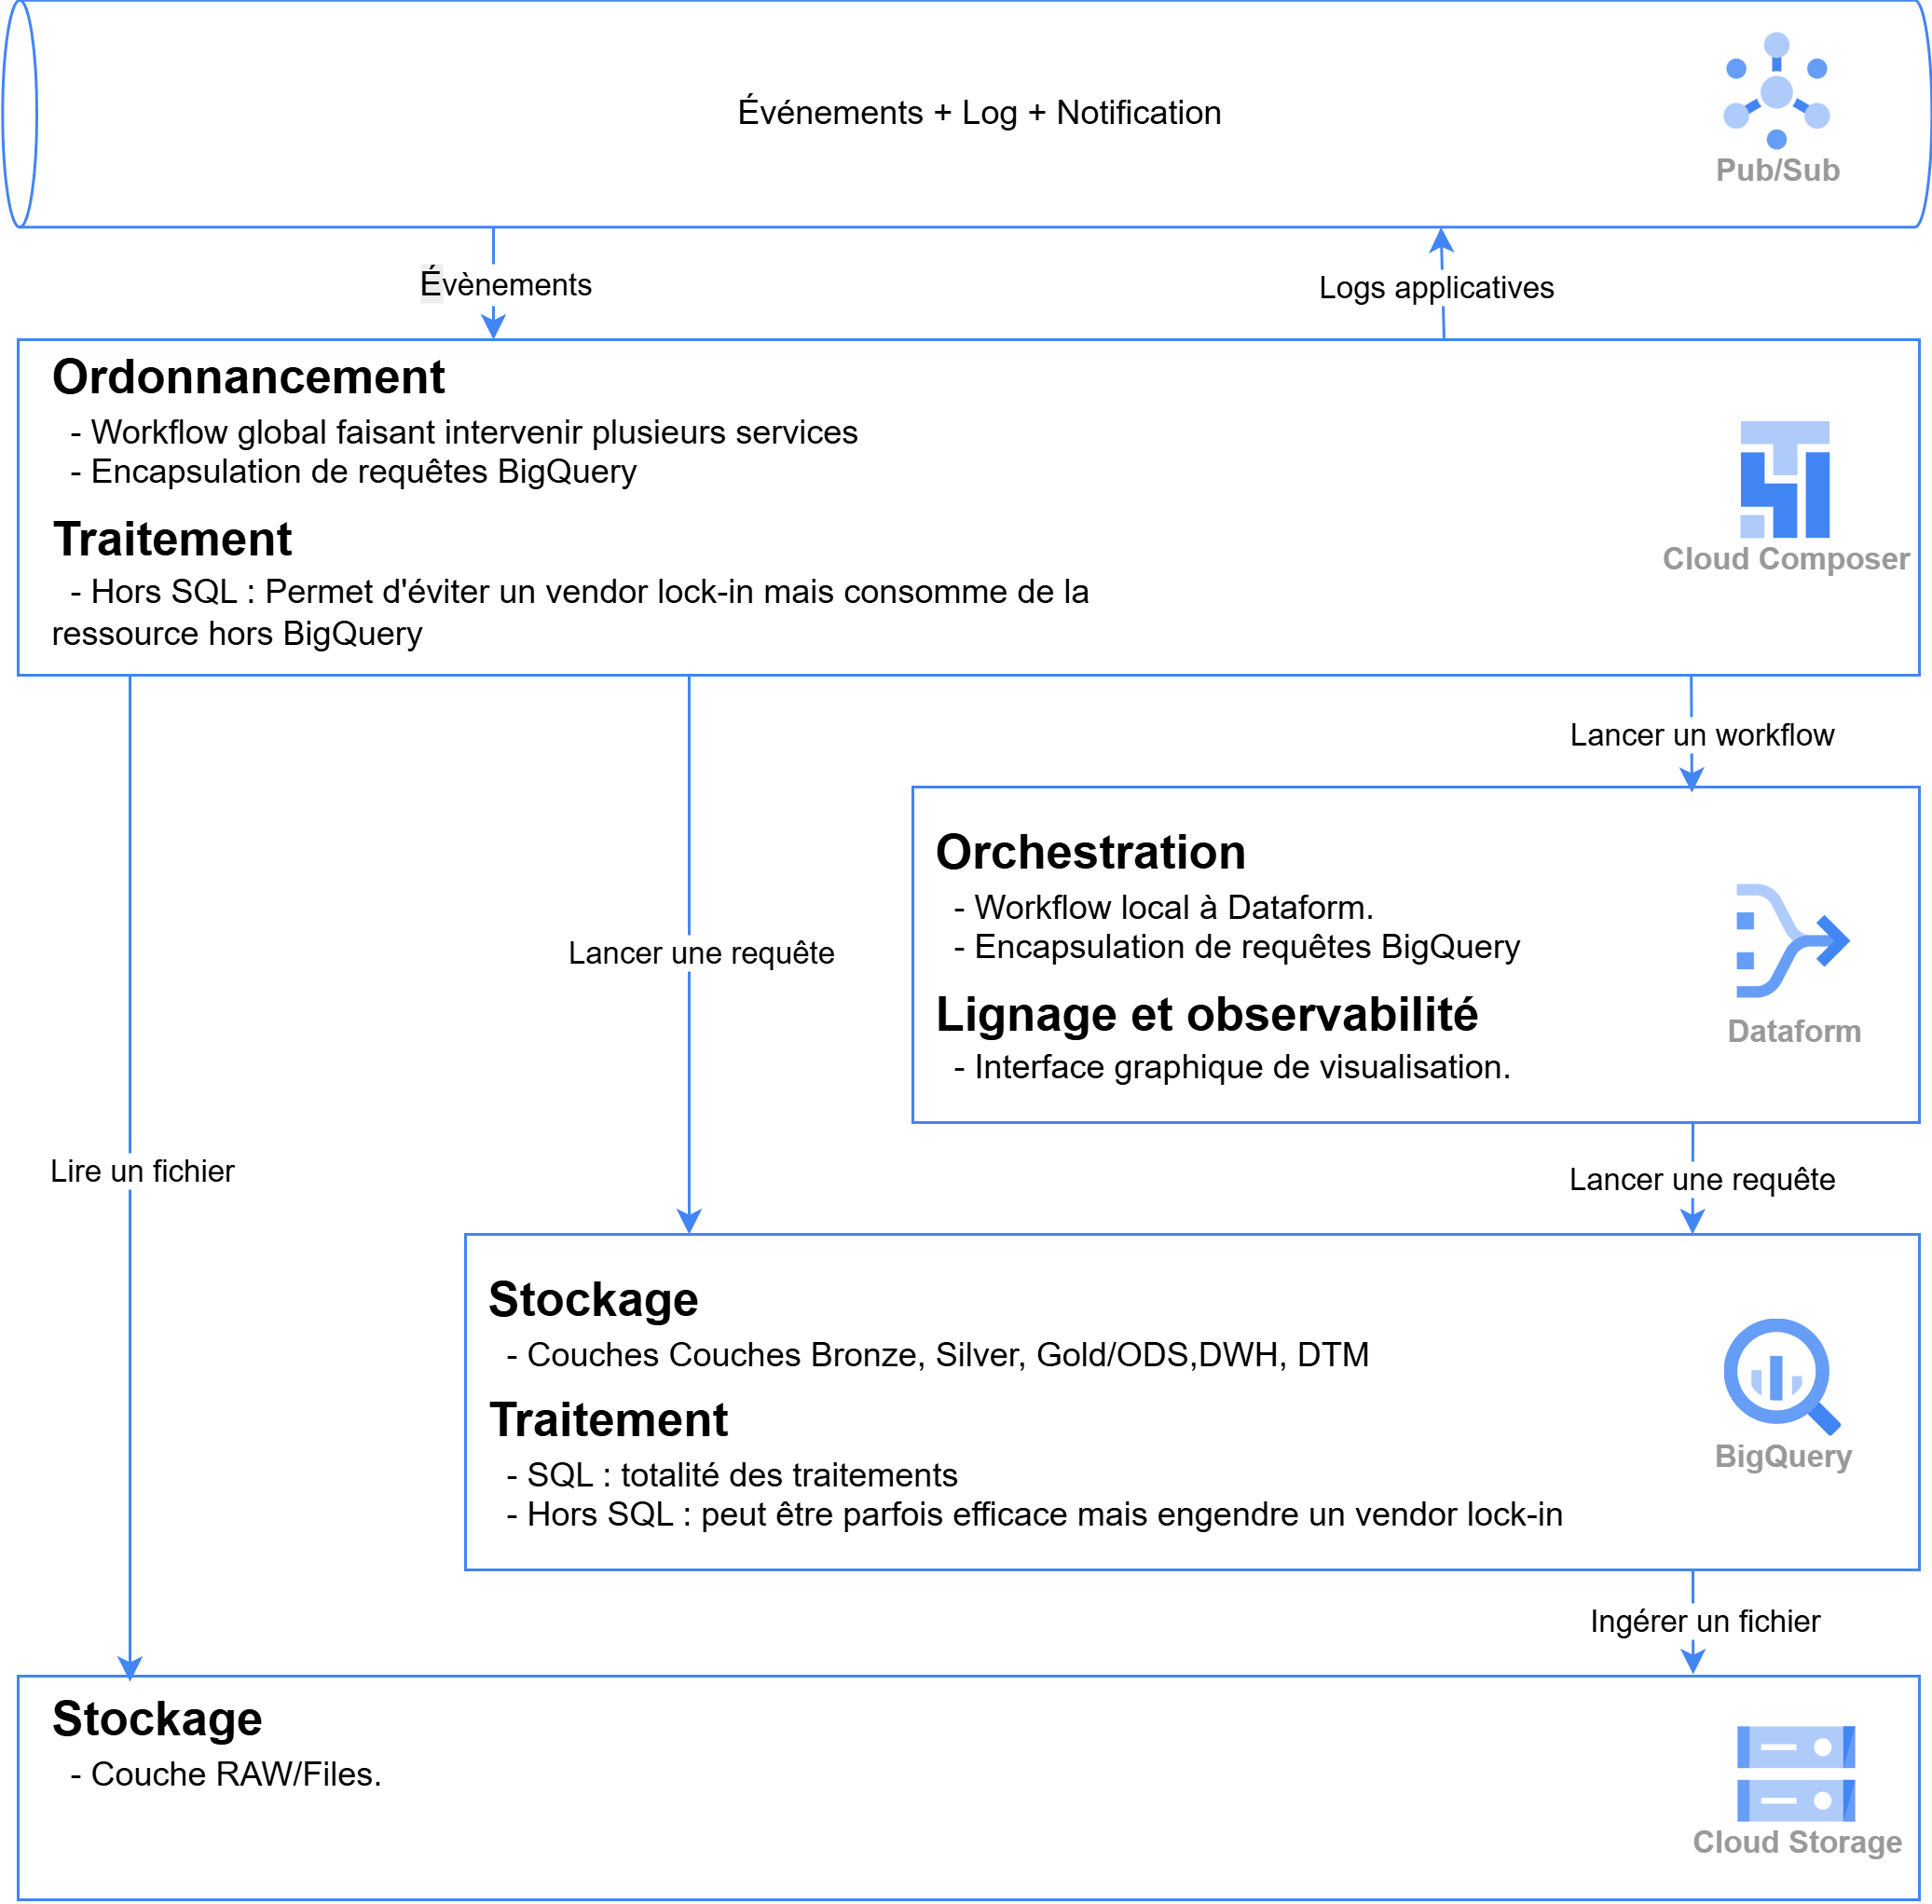 Événements + Log + Notification
Pub/Sub
Évènements
Logs applicatives
Ordonnancement
- Workflow global faisant intervenir plusieurs services
- Encapsulation de requêtes BigQuery
Traitement
- Hors SQL : Permet d'éviter un vendor lock-in mais consomme de la
ressource hors BigQuery
Cloud Composer
Lancer un workflow
Orchestration
- Workflow local à Dataform.
- Encapsulation de requêtes BigQuery
Lignage et observabilité
- Interface graphique de visualisation.
Dataform
Lancer une requête
Lire un fichier
Lancer une requête
Stockage
- Couches Couches Bronze, Silver, Gold/ODS,DWH, DTM
Traitement
- SQL : totalité des traitements
- Hors SQL : peut être parfois efficace mais engendre un vendor lock-in
BigQuery
Ingérer un fichier
Stockage
- Couche RAW/Files.
Cloud Storage